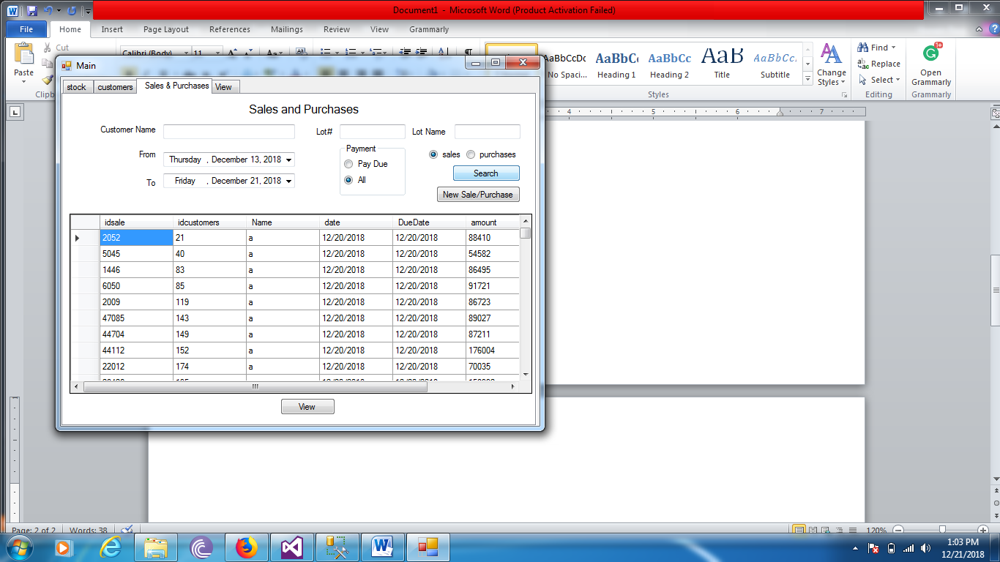 Document1 - Microsoft Word (Product Activation Failed)
File Home Insert Page Layout References Mailings Review View Grammarly
Cut
Paste
Calibri (Body) 11
AaBbCcDc AaBbCc AaBbCc AaB AaBbCc.
No Spaci... Heading 1 Heading 2 Title Subtitle
Change Styles
Find
Replace
Select
Open Grammarly
Clipb
Styles Editing Grammarly
4 5 6 7
Main
stock customers Sales & Purchases View
Sales and Purchases
Customer Name Lot# Lot Name
From Thursday , December 13, 2018
To Friday , December 21, 2018
Payment
Pay Due
All
sales purchases
Search
New Sale/Purchase
idsale idcustomers Name date DueDate amount
2052 21 a 12/20/2018 12/20/2018 88410
5045 40 a 12/20/2018 12/20/2018 54582
1446 83 a 12/20/2018 12/20/2018 86495
6050 85 a 12/20/2018 12/20/2018 91721
2009 119 a 12/20/2018 12/20/2018 86723
47085 143 a 12/20/2018 12/20/2018 89027
44704 149 a 12/20/2018 12/20/2018 87211
44112 152 a 12/20/2018 12/20/2018 176004
22012 174 a 12/20/2018 12/20/2018 70035
View
Page: 2 of 2 Words: 38 120%
1:03 PM
12/21/2018